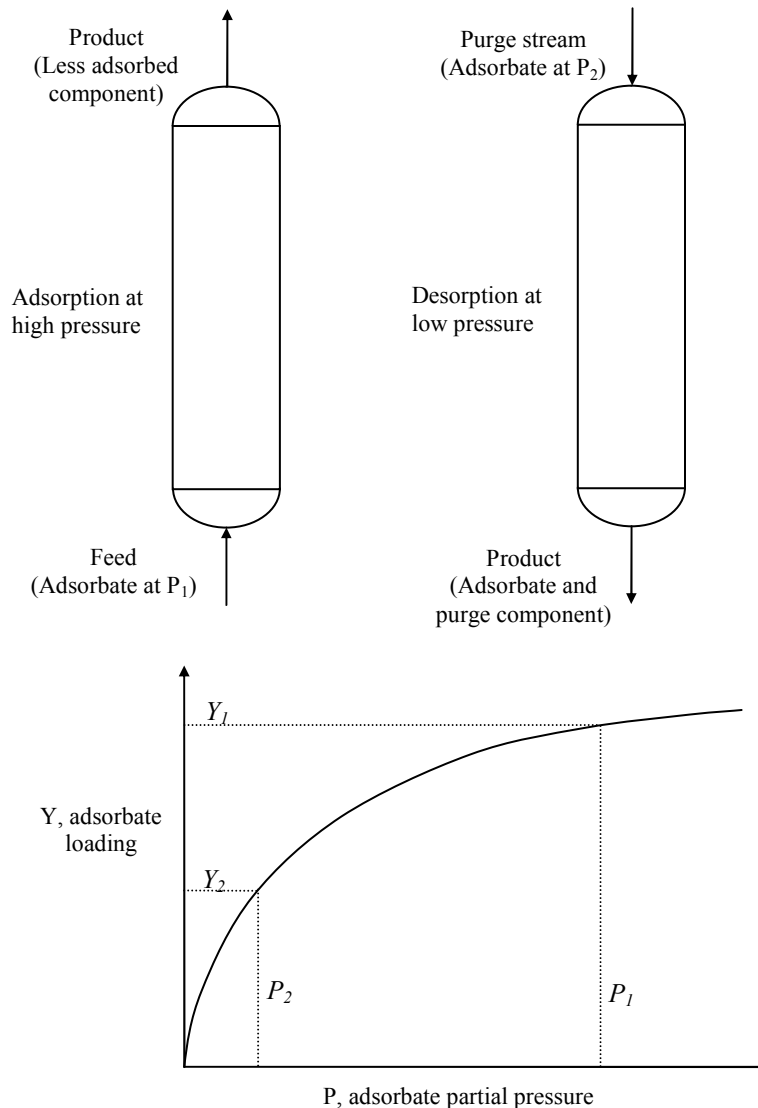 Product
(Less adsorbed
component)
Purge stream
(Adsorbate at P2)
Adsorption at
high pressure
Desorption at
low pressure
Feed
(Adsorbate at P1)
Product
(Adsorbate and
purge component)
Y1
Y, adsorbate
loading
Y2
P2
P1
P, adsorbate partial pressure